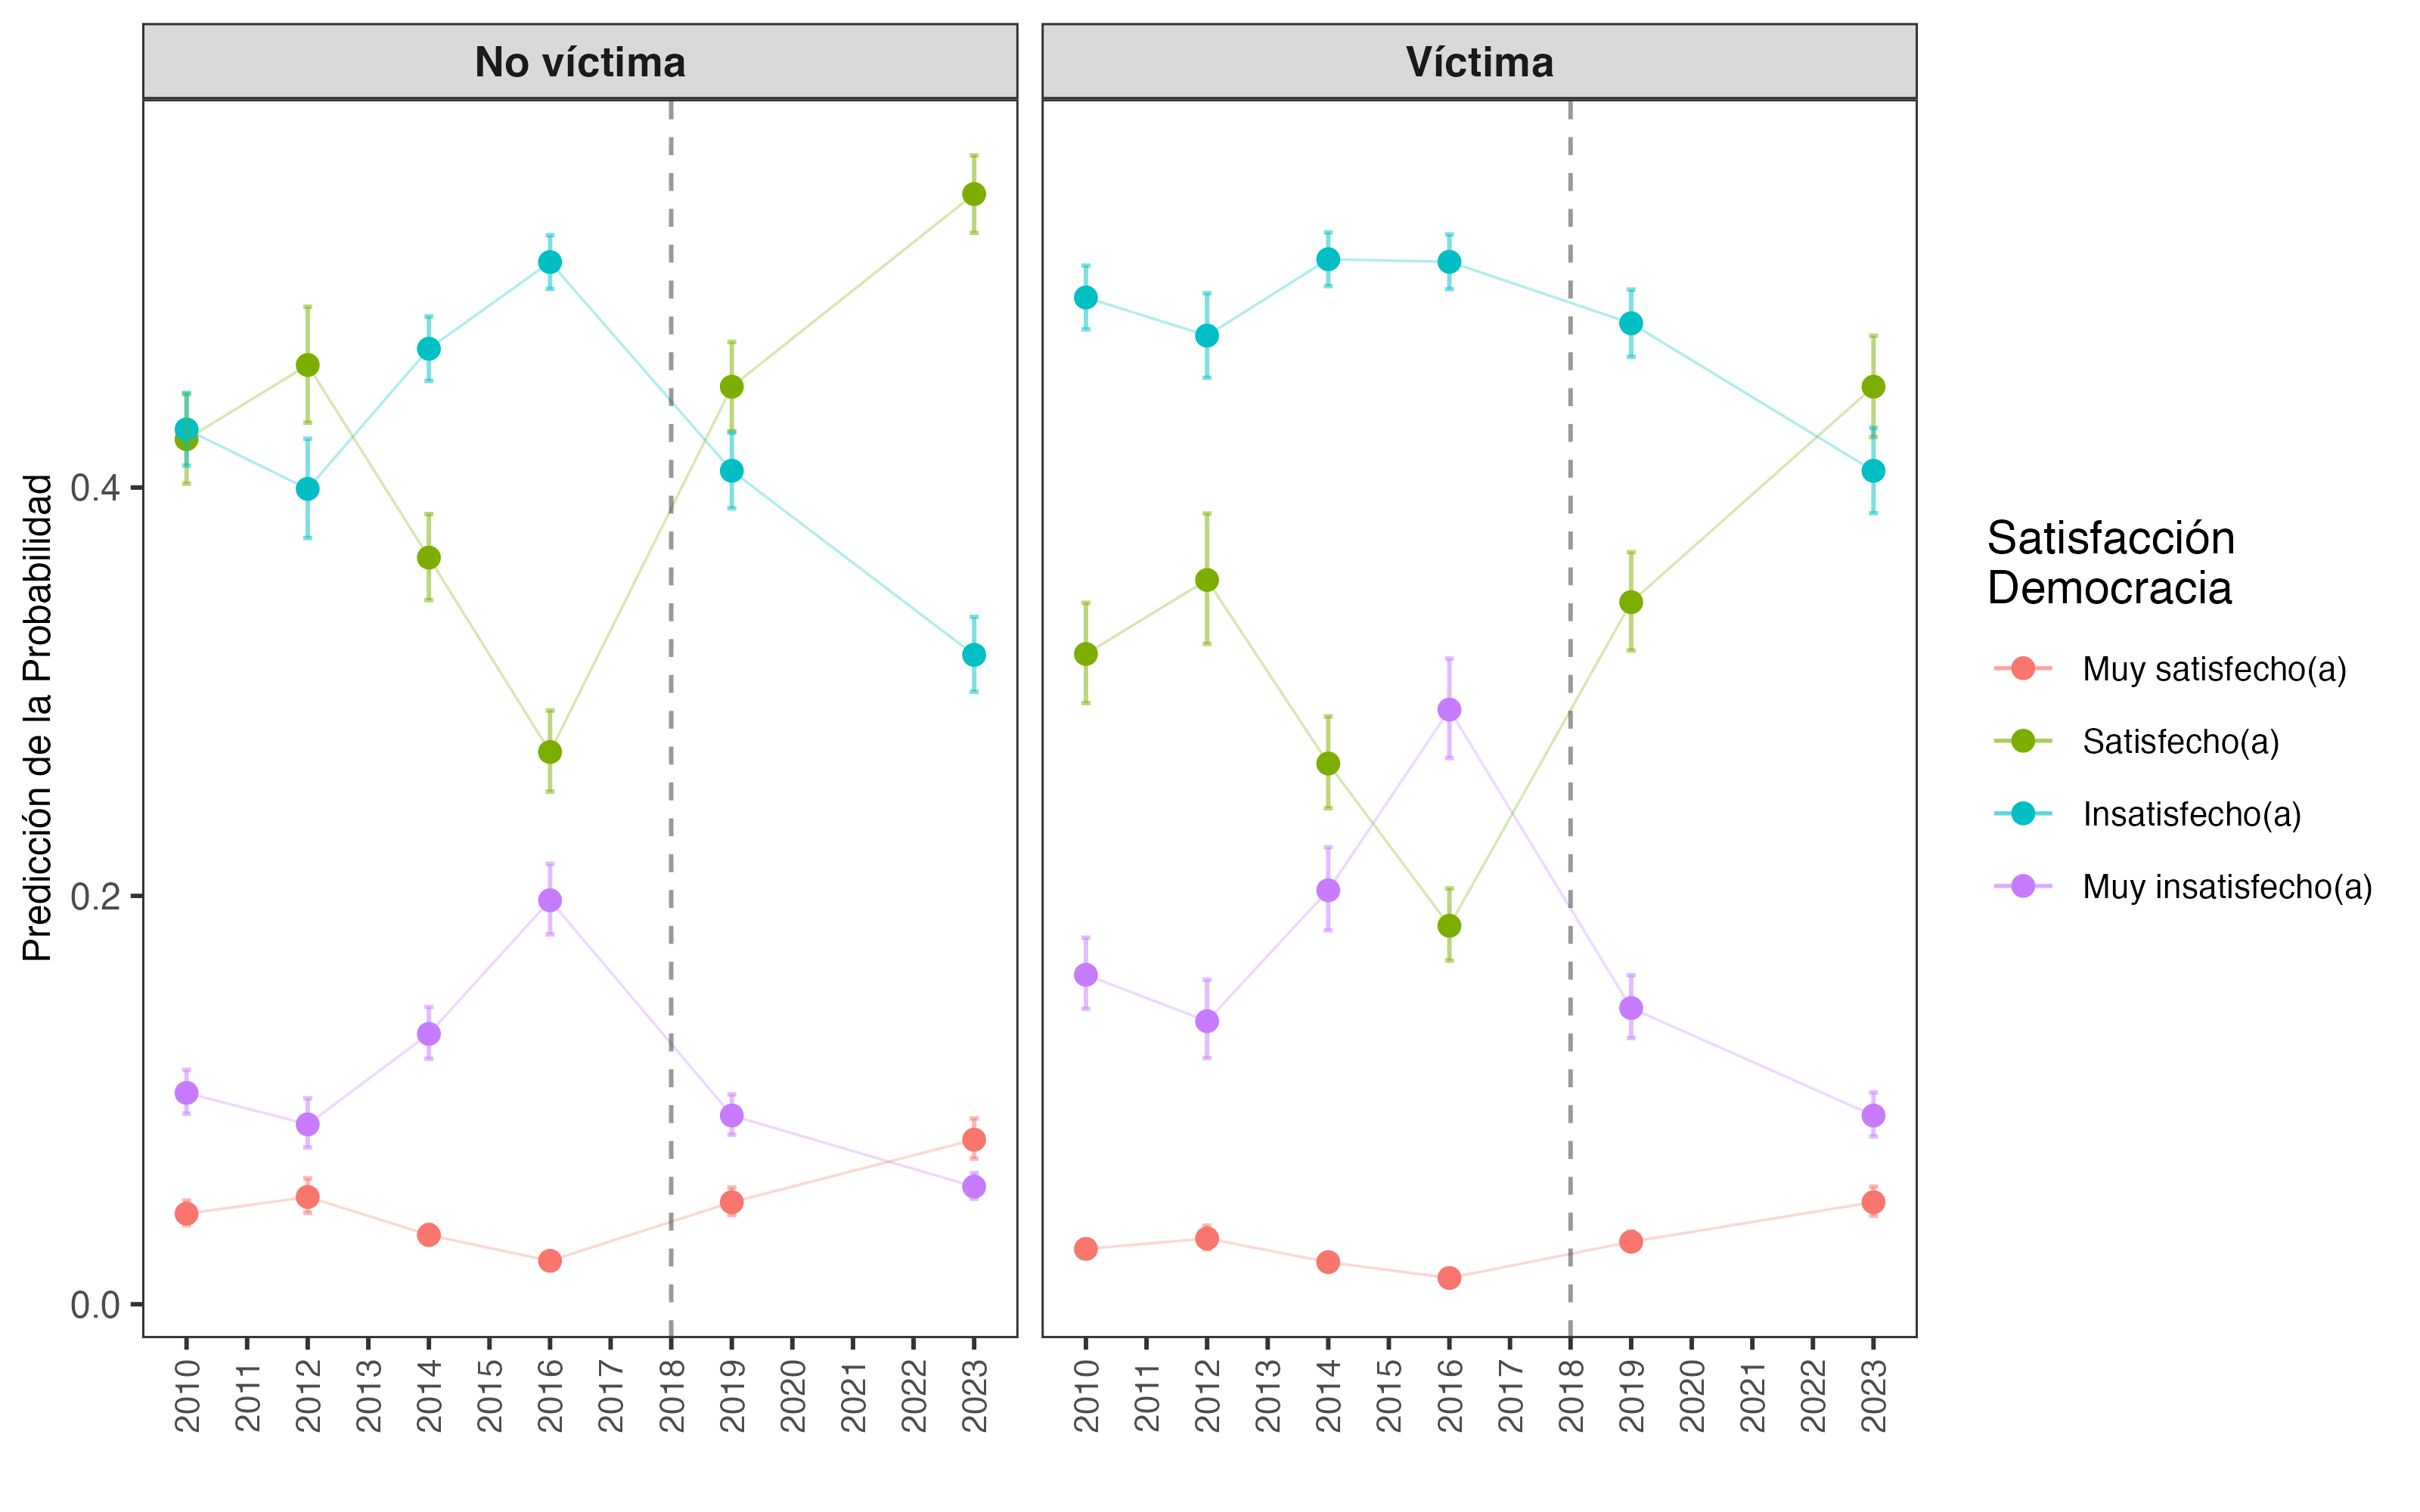 No víctima
Víctima
Predicción de la Probabilidad
0.4
0.2
0.0
2010 2011 2012 2013 2014 2015 2016 2017 2018 2019 2020 2021 2022 2023
2010 2011 2012 2013 2014 2015 2016 2017 2018 2019 2020 2021 2022 2023
Satisfacción
Democracia
Muy satisfecho(a)
Satisfecho(a)
Insatisfecho(a)
Muy insatisfecho(a)